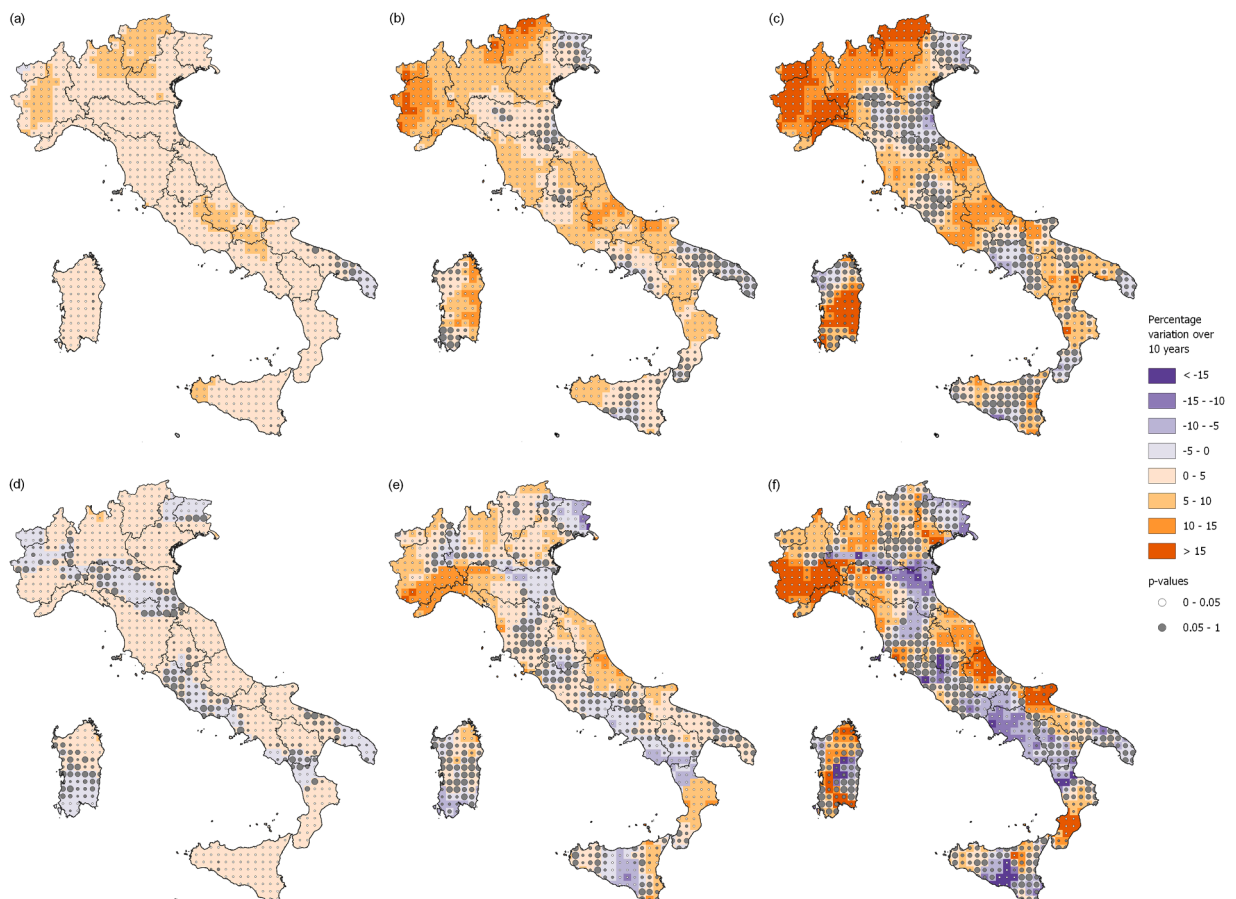 (a)
(b)
(c)
Percentage
variation over
10 years
< -15
-15 - -10
-10 - -5
-5 - 0
0 - 5
5 - 10
10 - 15
> 15
p-values
0 - 0.05
0.05 - 1
(d)
(e)
(f)